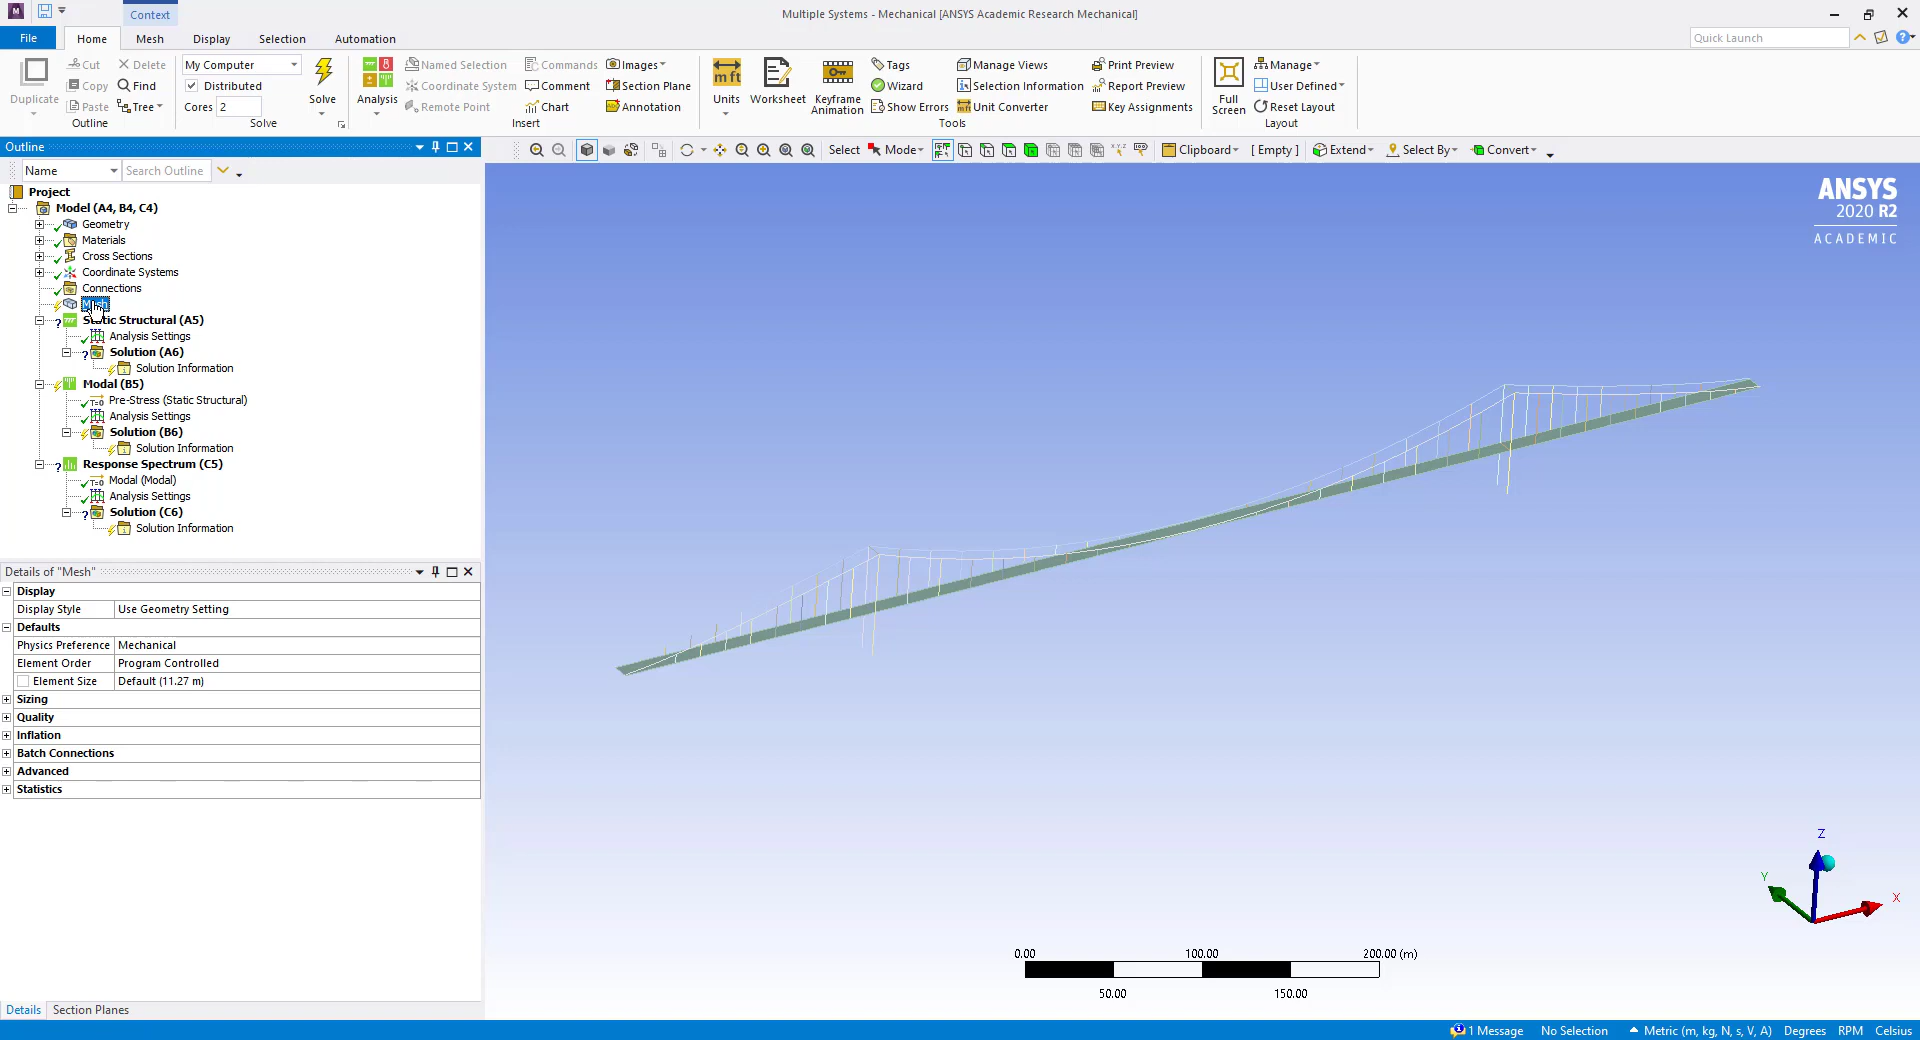 Context
Multiple Systems - Mechanical [ANSYS Academic Research Mechanical]
File Home Mesh Display Selection Automation
Quick Launch
Duplicate
Cut
Copy
Paste
Delete
Find
Tree
Outline
My Computer
Distributed
Cores 2
Solve
Solve
Analysis
Named Selection
Coordinate System
Remote Point
Commands
Comment
Chart
Images
Section Plane
Annotation
Insert
Units
Worksheet
Keyframe
Animation
Tags
Wizard
Show Errors
Manage Views
Selection Information
Unit Converter
Print Preview
Report Preview
Key Assignments
Tools
Full
Screen
Manage
User Defined
Reset Layout
Layout
Outline
Name Search Outline
Select Mode Clipboard [ Empty ] Extend Select By Convert
Project
Model (A4, B4, C4)
Geometry
Materials
Cross Sections
Coordinate Systems
Connections
Mesh
Static Structural (A5)
Analysis Settings
Solution (A6)
Solution Information
Modal (B5)
Pre-Stress (Static Structural)
Analysis Settings
Solution (B6)
Solution Information
Response Spectrum (C5)
Modal (Modal)
Analysis Settings
Solution (C6)
Solution Information
Details of "Mesh"
Display
Display Style Use Geometry Setting
Defaults
Physics Preference Mechanical
Element Order Program Controlled
Element Size Default (11.27 m)
Sizing
Quality
Inflation
Batch Connections
Advanced
Statistics
Details Section Planes
ANSYS
2020 R2
ACADEMIC
Z
Y
X
0.00 100.00 200.00 (m)
50.00 150.00
1 Message No Selection Metric (m, kg, N, s, V, A) Degrees RPM Celsius